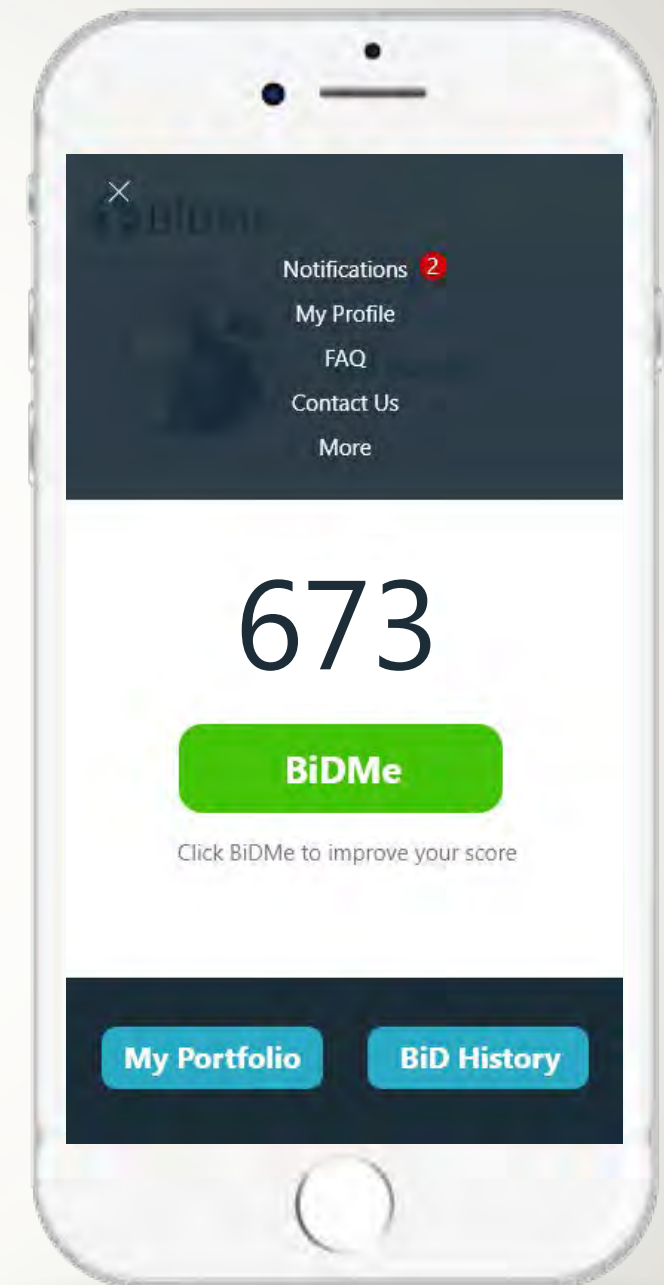 Notifications 2
My Profile
FAQ
Contact Us
More
673
BiDMe
Click BiDMe to improve your score
My Portfolio BiD History